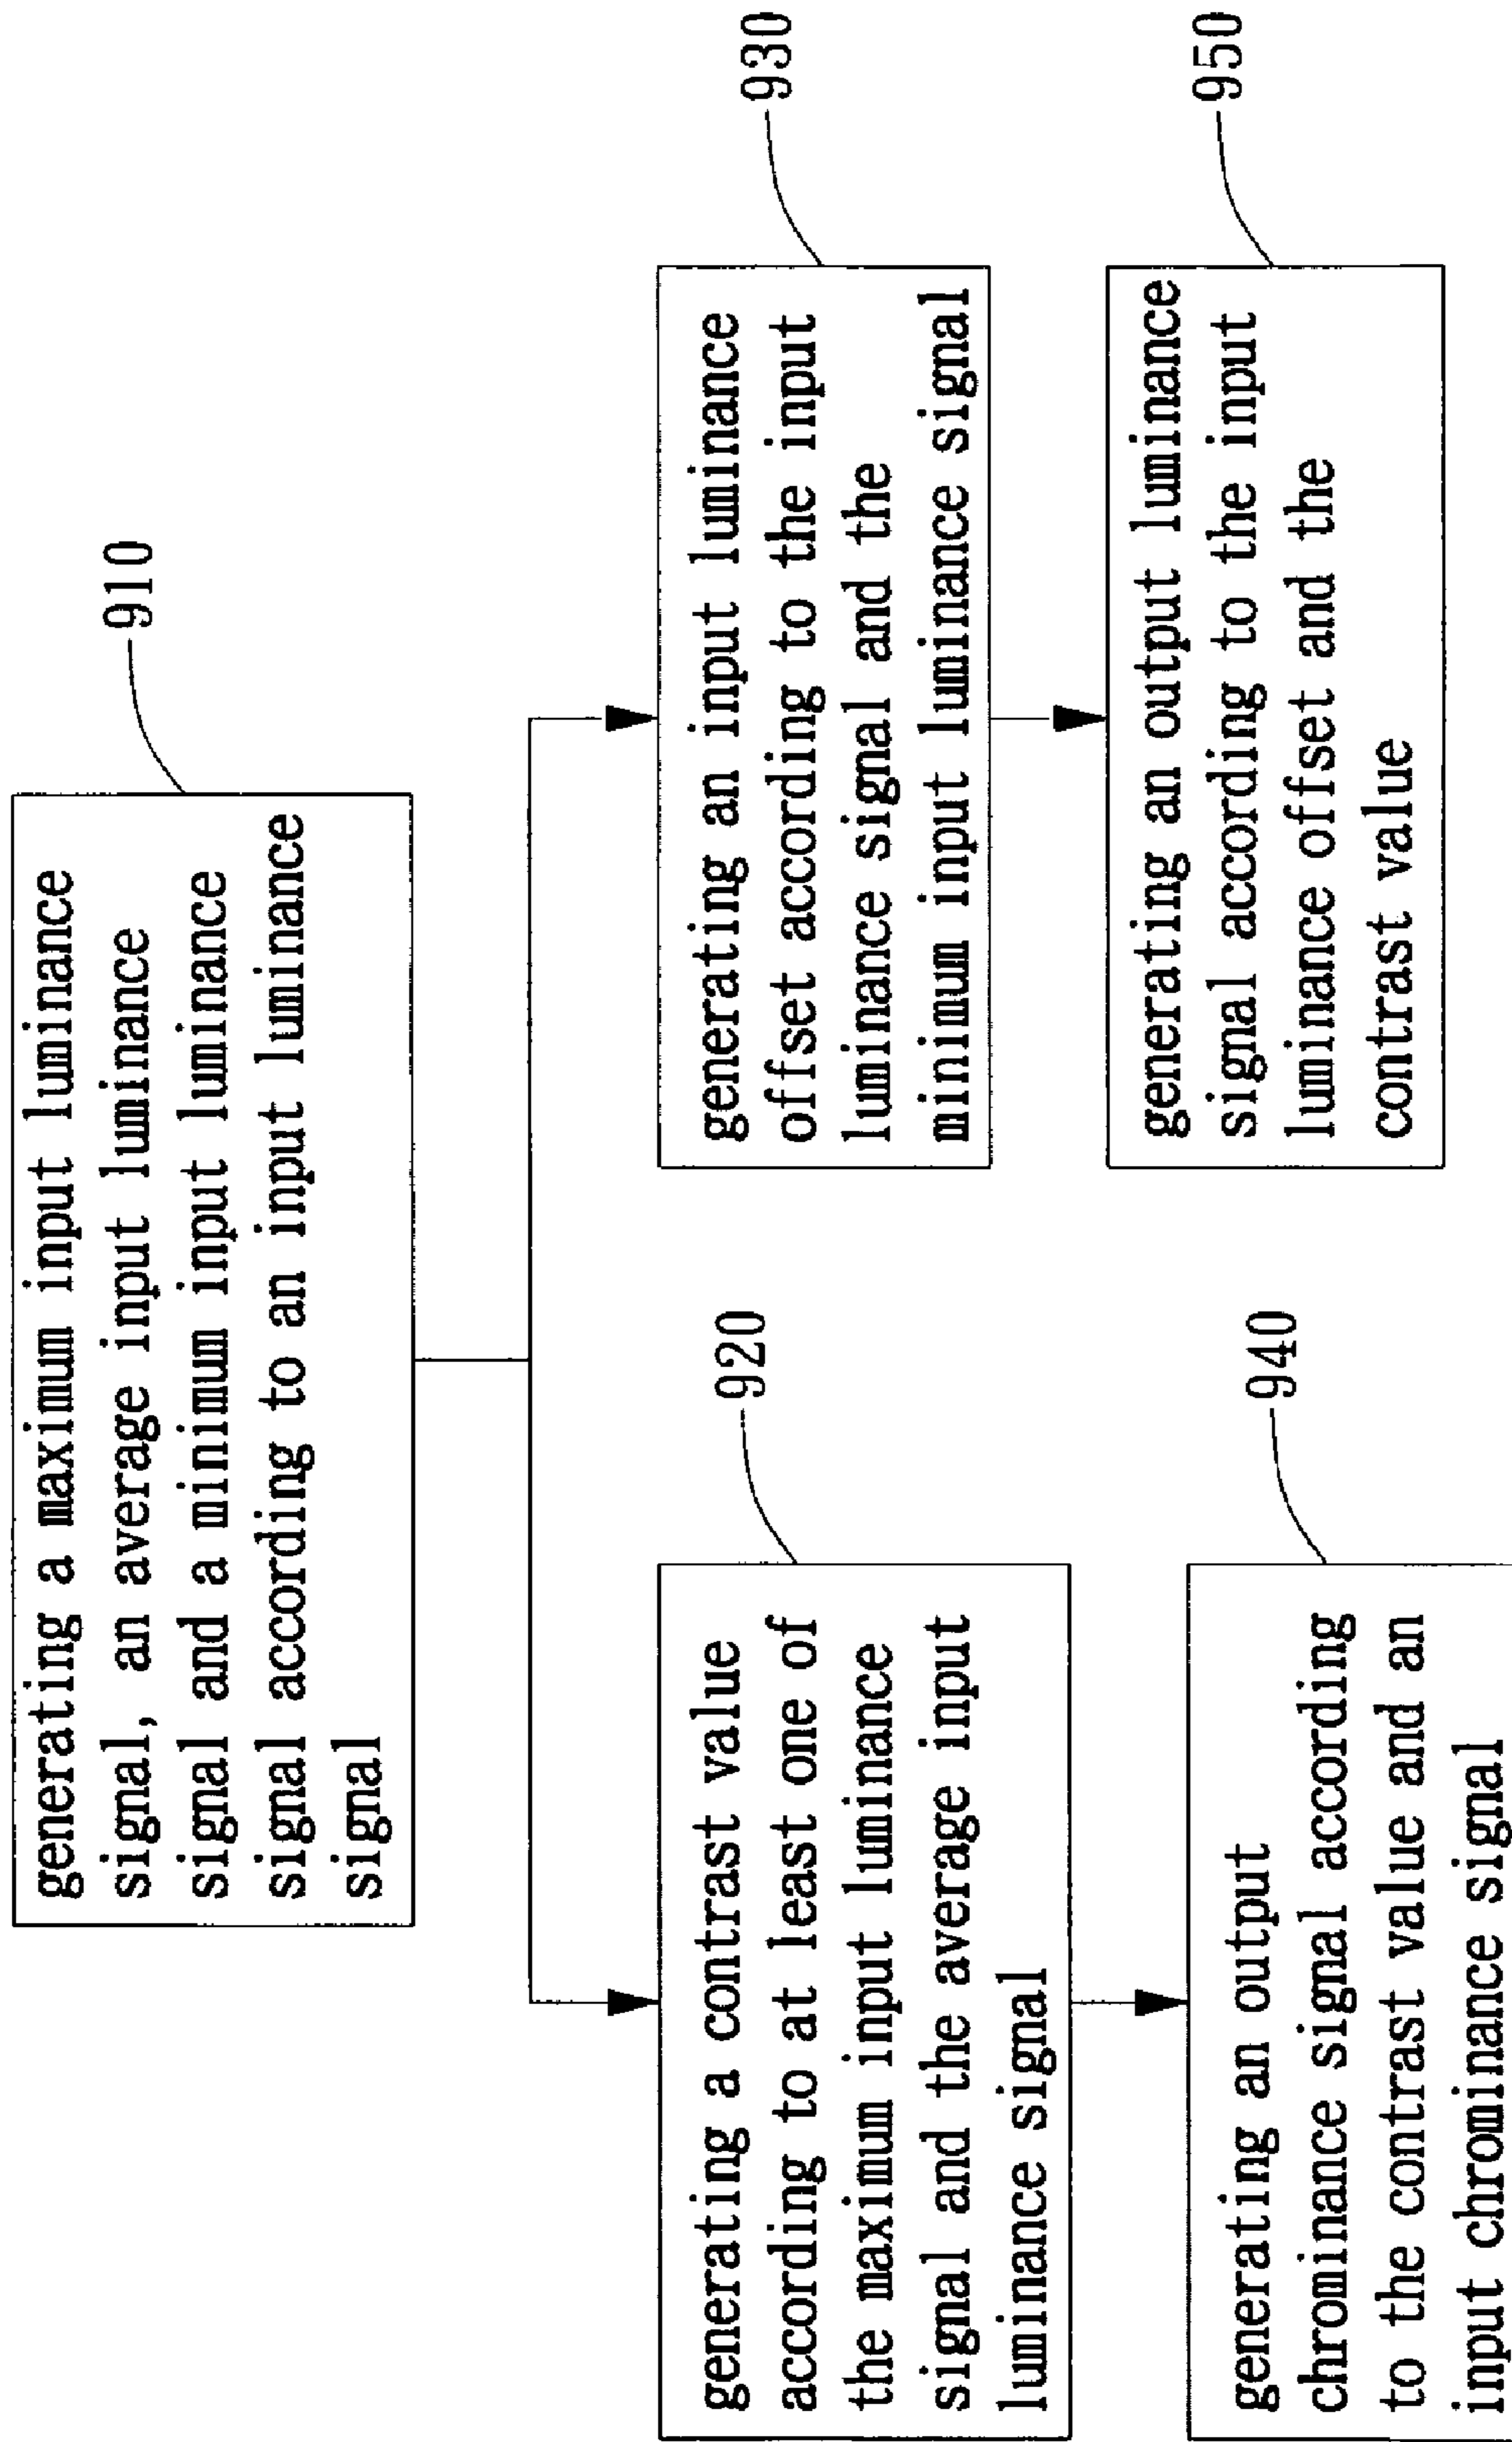 generating a maximum input luminance
signal, an average input luminance
signal and a minimum input luminance
signal according to an input luminance
signal
910
generating a contrast value
according to at least one of
the maximum input luminance
signal and the average input
luminance signal
920
generating an input luminance
offset according to the input
luminance signal and the
minimum input luminance signal
930
generating an output
chrominance signal according
to the contrast value and an
input chrominance signal
940
generating an output luminance
signal according to the input
luminance offset and the
contrast value
950